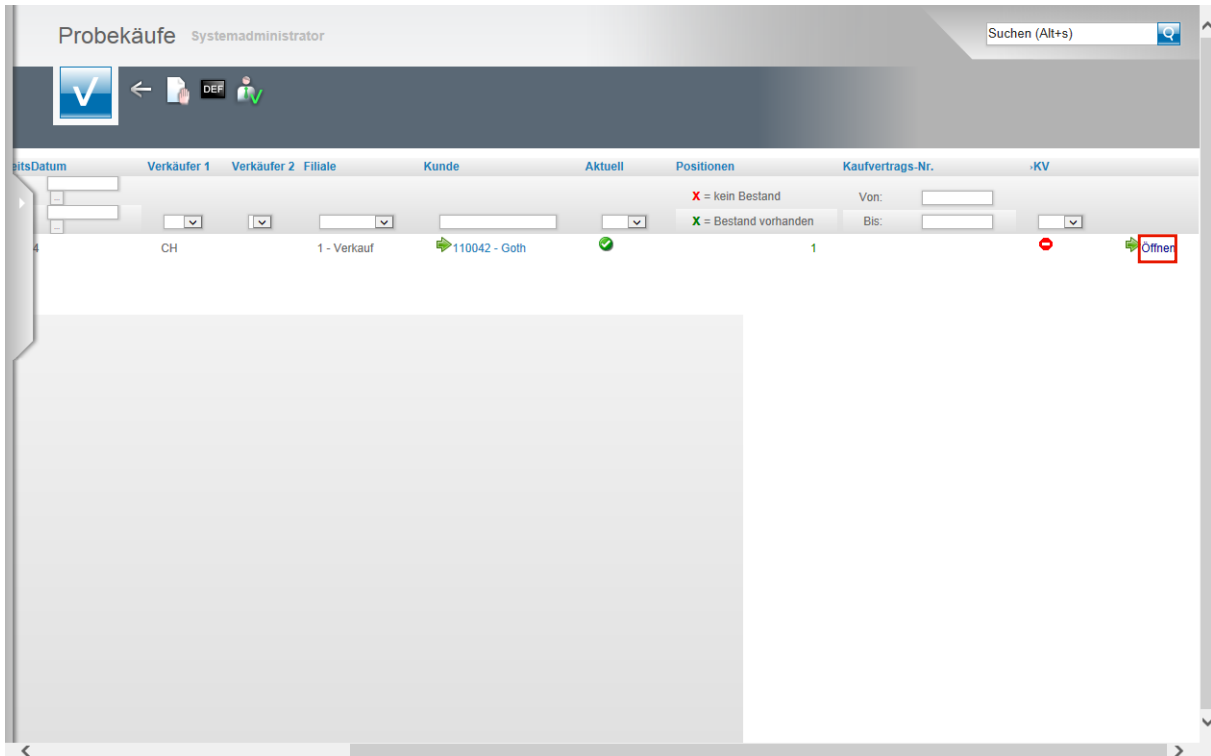 Probekäufe Systemadministrator
Suchen (Alt+s)
DEF
eitsDatum Verkäufer 1 Verkäufer 2 Filiale Kunde Aktuell Positionen Kaufvertrags-Nr. ›KV
X = kein Bestand Von:
X = Bestand vorhanden Bis:
4 CH 1 - Verkauf 110042 - Goth 1 Öffnen